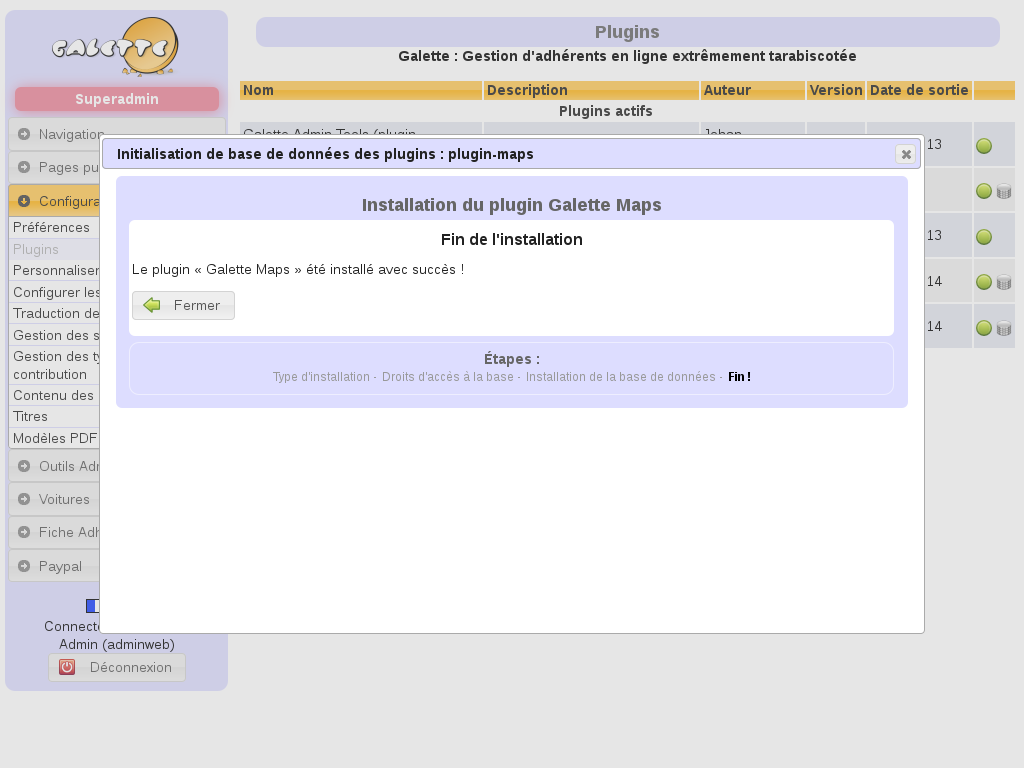 GALETTE
Superadmin
Navigation
Pages pu
Configura
Préférences
Plugins
Personnaliser
Configurer les
Traduction de
Gestion des s
Gestion des ty
contribution
Contenu des
Titres
Modèles PDF
Outils Adr
Voitures
Fiche Adh
Paypal
Connecté
Admin (adminweb)
Déconnexion
Plugins
Galette : Gestion d'adhérents en ligne extrêmement tarabiscotée
Nom Description Auteur Version Date de sortie
Plugins actifs
Galette Admin Tools (plugin Johan
13
13
14
14
Initialisation de base de données des plugins : plugin-maps
Installation du plugin Galette Maps
Fin de l'installation
Le plugin « Galette Maps » été installé avec succès !
Fermer
Étapes :
Type d'installation - Droits d'accès à la base - Installation de la base de données - Fin !